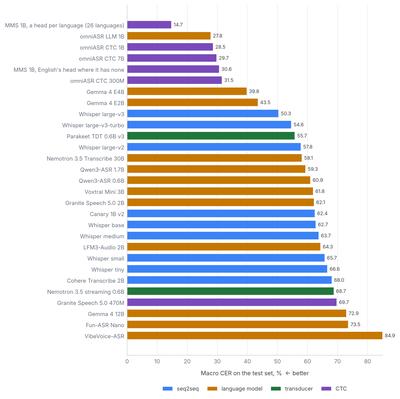 MMS 1B, a head per language (26 languages) 14.7
omniASR LLM 1B 27.8
omniASR CTC 1B 28.5
omniASR CTC 7B 29.7
MMS 1B, English's head where it has none 30.6
omniASR CTC 300M 31.5
Gemma 4 E4B 39.8
Gemma 4 E2B 43.5
Whisper large-v3 50.3
Whisper large-v3-turbo 54.6
Parakeet TDT 0.6B v3 55.7
Whisper large-v2 57.8
Nemotron 3.5 Transcribe 30B 58.1
Qwen3-ASR 1.7B 59.3
Qwen3-ASR 0.6B 60.9
Voxtral Mini 3B 61.8
Granite Speech 5.0 2B 62.1
Canary 1B v2 62.4
Whisper base 62.7
Whisper medium 63.7
LFM3-Audio 2B 64.3
Whisper small 65.7
Whisper tiny 66.6
Cohere Transcribe 2B 68.0
Nemotron 3.5 streaming 0.6B 68.7
Granite Speech 5.0 470M 69.7
Gemma 4 12B 72.9
Fun-ASR Nano 73.5
VibeVoice-ASR 84.9
0 10 20 30 40 50 60 70 80
Macro CER on the test set, % ← better
seq2seq language model transducer CTC